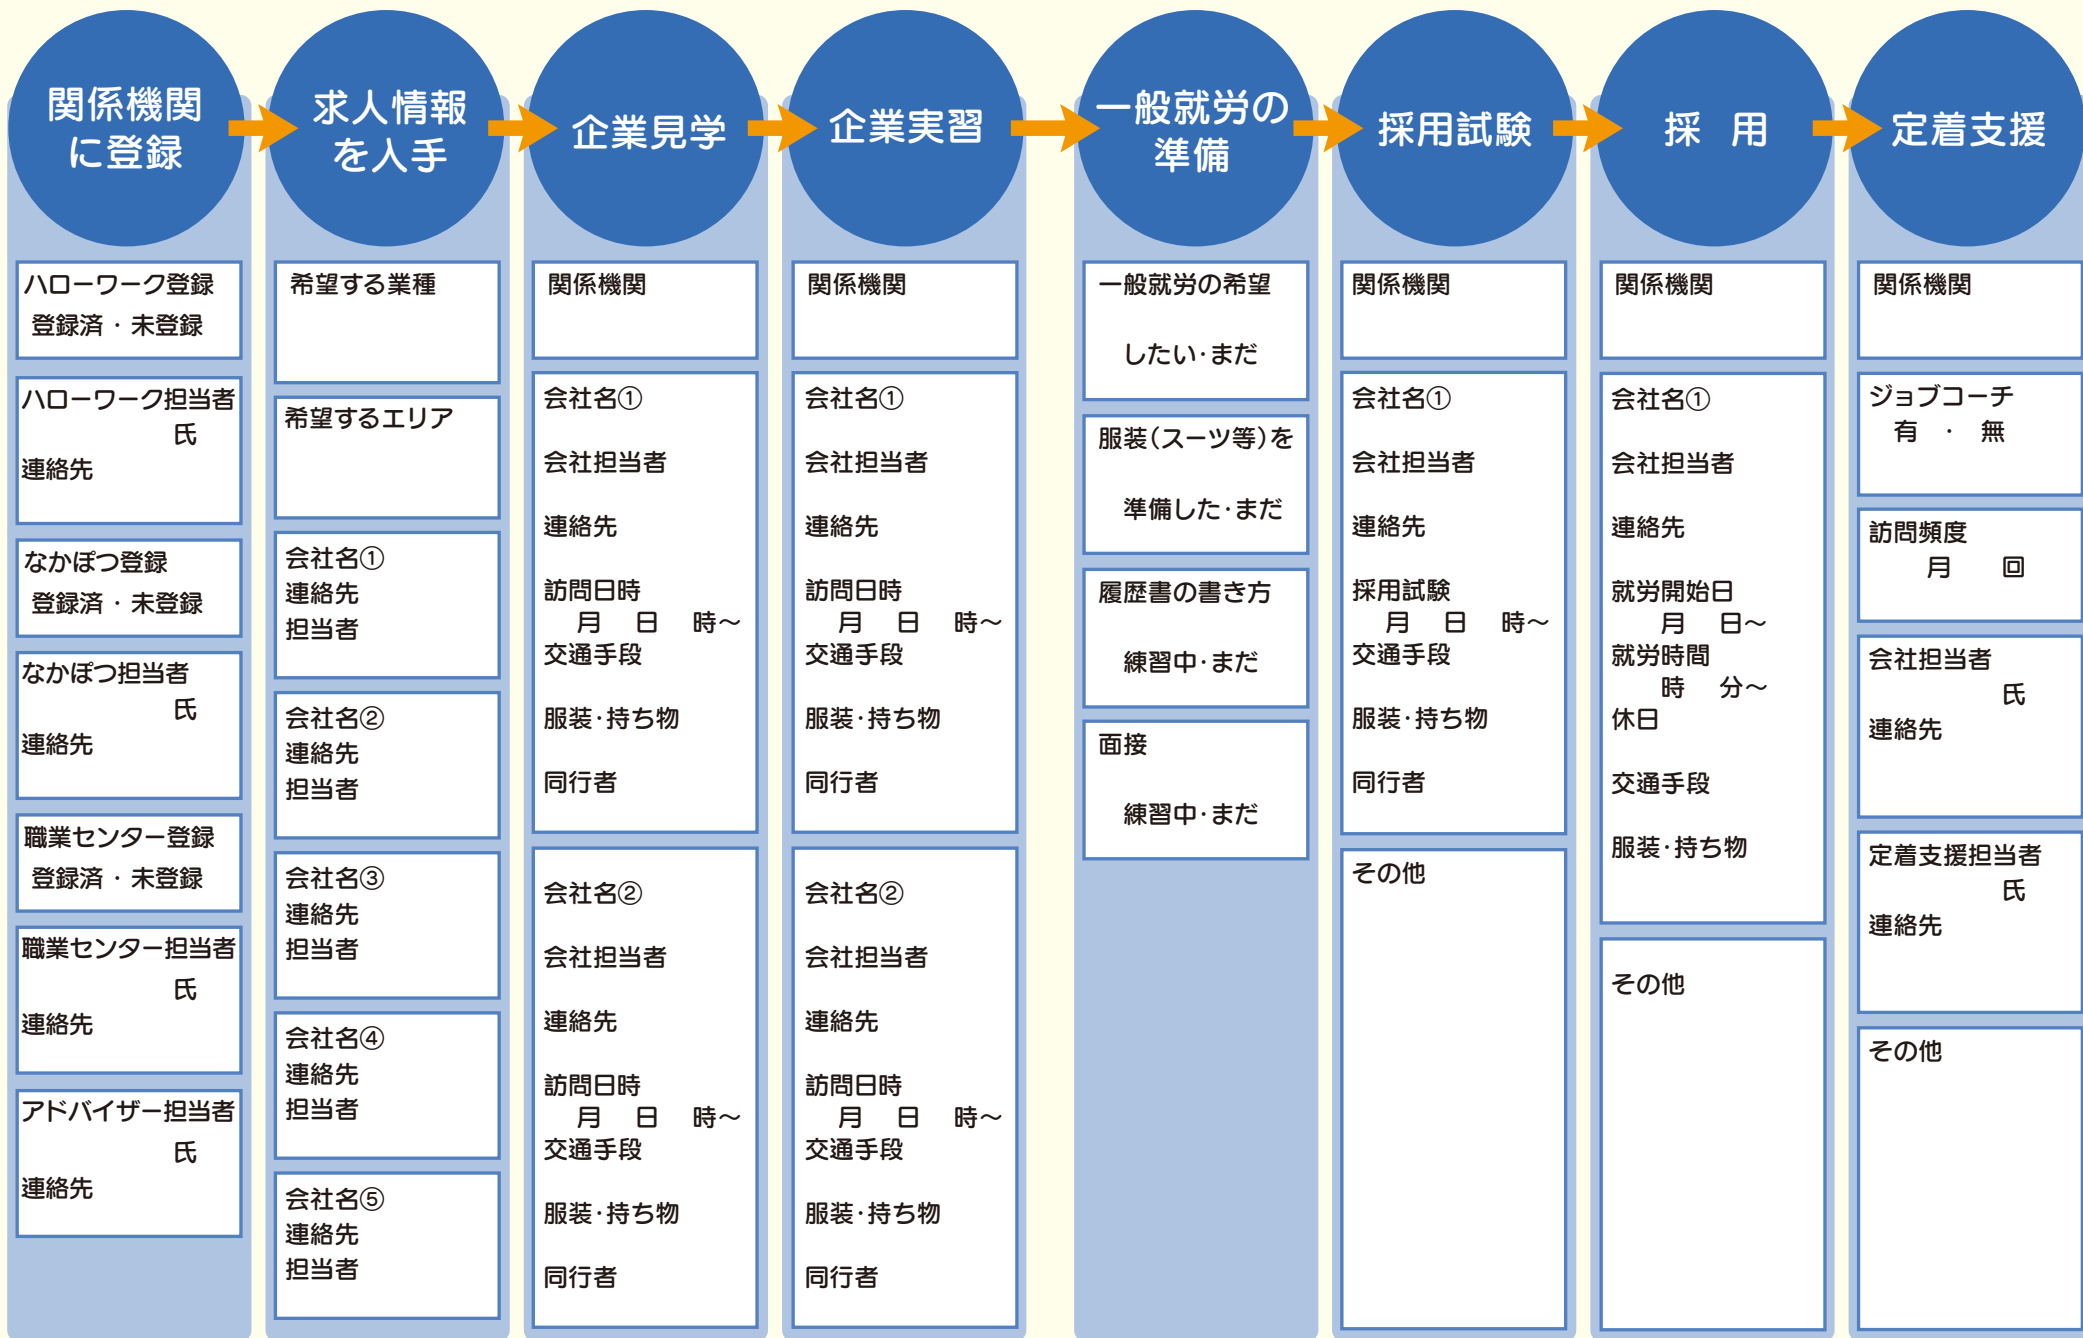 関係機関
に登録
ハローワーク登録
登録済 ・ 未登録
ハローワーク担当者
氏
連絡先
なかぽつ登録
登録済 ・ 未登録
なかぽつ担当者
氏
連絡先
職業センター登録
登録済 ・ 未登録
職業センター担当者
氏
連絡先
アドバイザー担当者
氏
連絡先
求人情報
を入手
希望する業種
希望するエリア
会社名①
連絡先
担当者
会社名②
連絡先
担当者
会社名③
連絡先
担当者
会社名④
連絡先
担当者
会社名⑤
連絡先
担当者
企業見学
関係機関
会社名①
会社担当者
連絡先
訪問日時
月 日 時〜
交通手段
服装・持ち物
同行者
会社名②
会社担当者
連絡先
訪問日時
月 日 時〜
交通手段
服装・持ち物
同行者
企業実習
関係機関
会社名①
会社担当者
連絡先
訪問日時
月 日 時〜
交通手段
服装・持ち物
同行者
会社名②
会社担当者
連絡先
訪問日時
月 日 時〜
交通手段
服装・持ち物
同行者
一般就労の
準備
一般就労の希望
したい・まだ
服装(スーツ等)を
準備した・まだ
履歴書の書き方
練習中・まだ
面接
練習中・まだ
採用試験
関係機関
会社名①
会社担当者
連絡先
採用試験
月 日 時〜
交通手段
服装・持ち物
同行者
その他
採 用
関係機関
会社名①
会社担当者
連絡先
就労開始日
月 日〜
就労時間
時 分〜
休日
交通手段
服装・持ち物
その他
定着支援
関係機関
ジョブコーチ
有 ・ 無
訪問頻度
月 回
会社担当者
氏
連絡先
定着支援担当者
氏
連絡先
その他